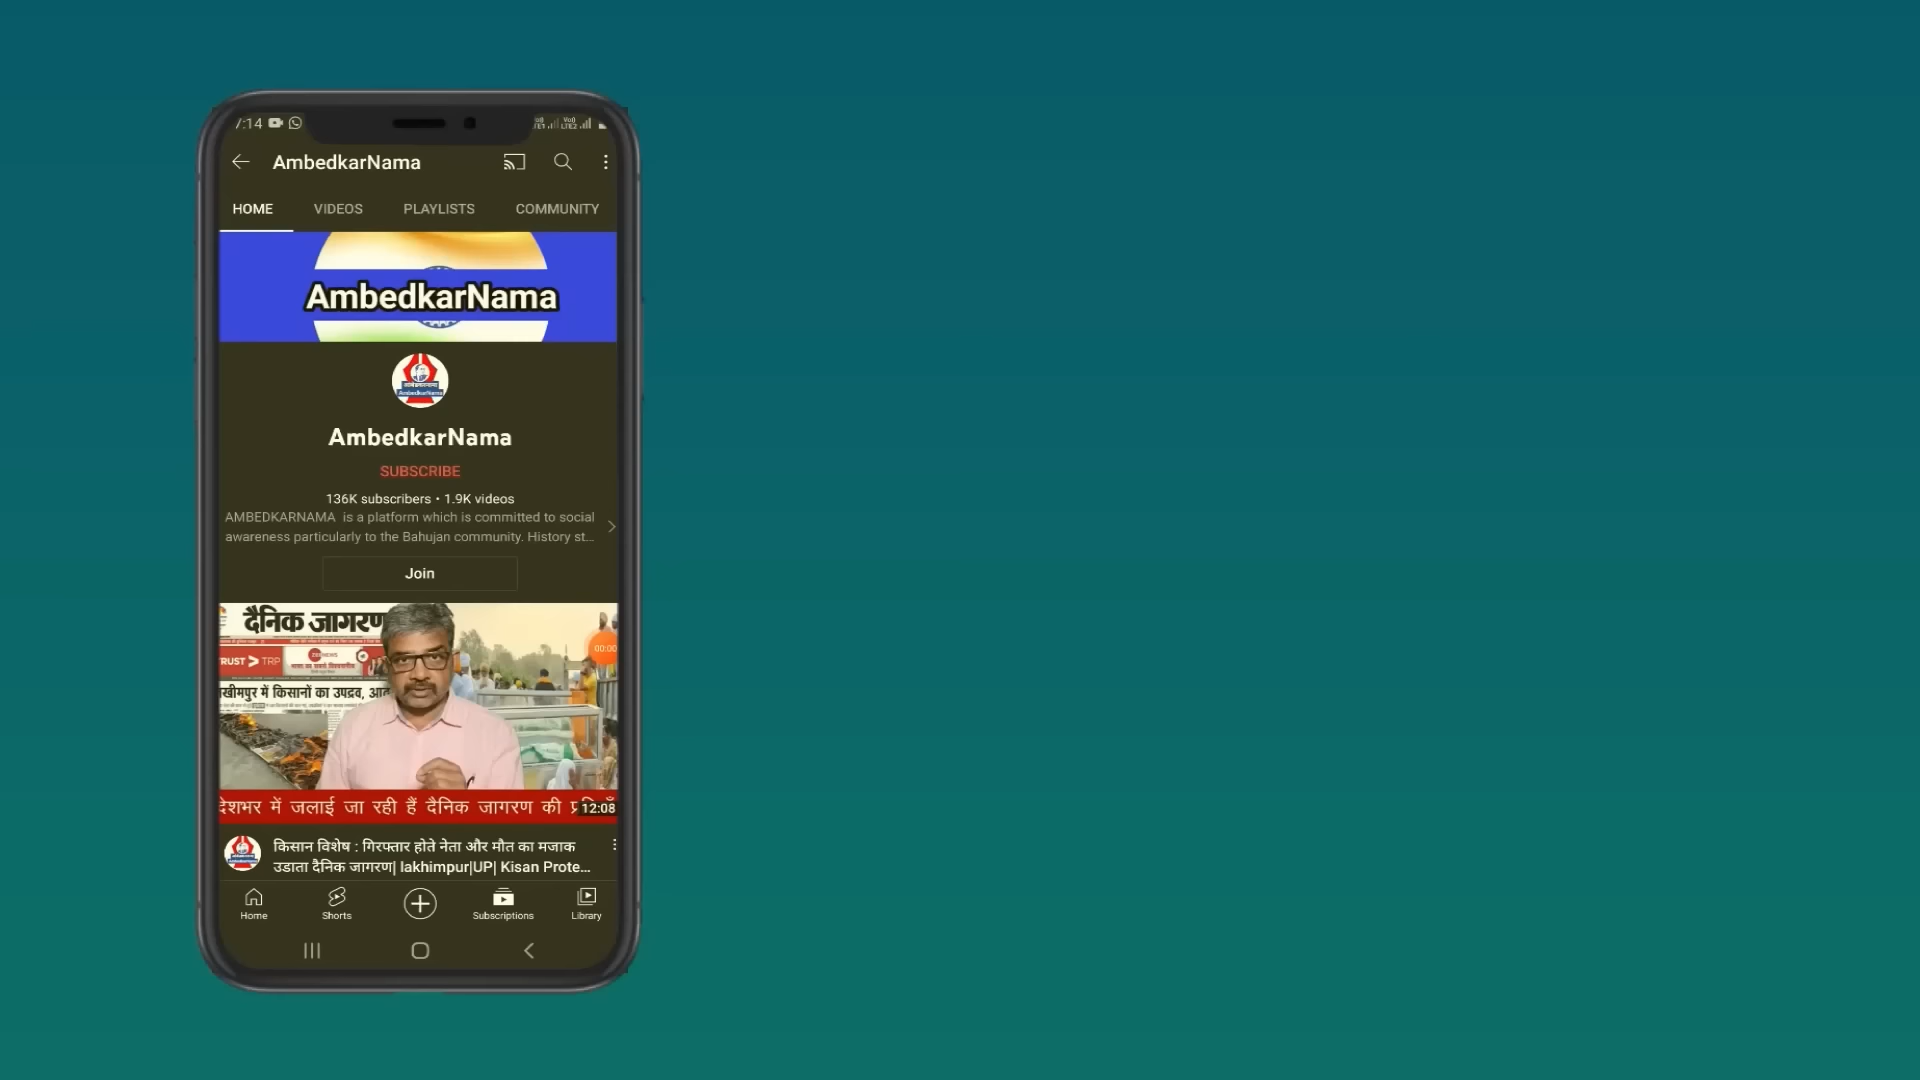 7:14
AmbedkarNama
HOME VIDEOS PLAYLISTS COMMUNITY
AmbedkarNama
AmbedkarNama
SUBSCRIBE
136K subscribers • 1.9K videos
AMBEDKARNAMA is a platform which is committed to social
awareness particularly to the Bahujan community. History st...
Join
दैनिक जागरण
TRUST TRP
00:00
खीमपुर में किसानों का उपद्रव,
देशभर में जलाई जा रही हैं दैनिक जागरण की
12:08
किसान विशेष : गिरफ्तार होते नेता और मौत का मजाक
उडाता दैनिक जागरण| lakhimpur|UP| Kisan Prote...
Home Shorts Subscriptions Library